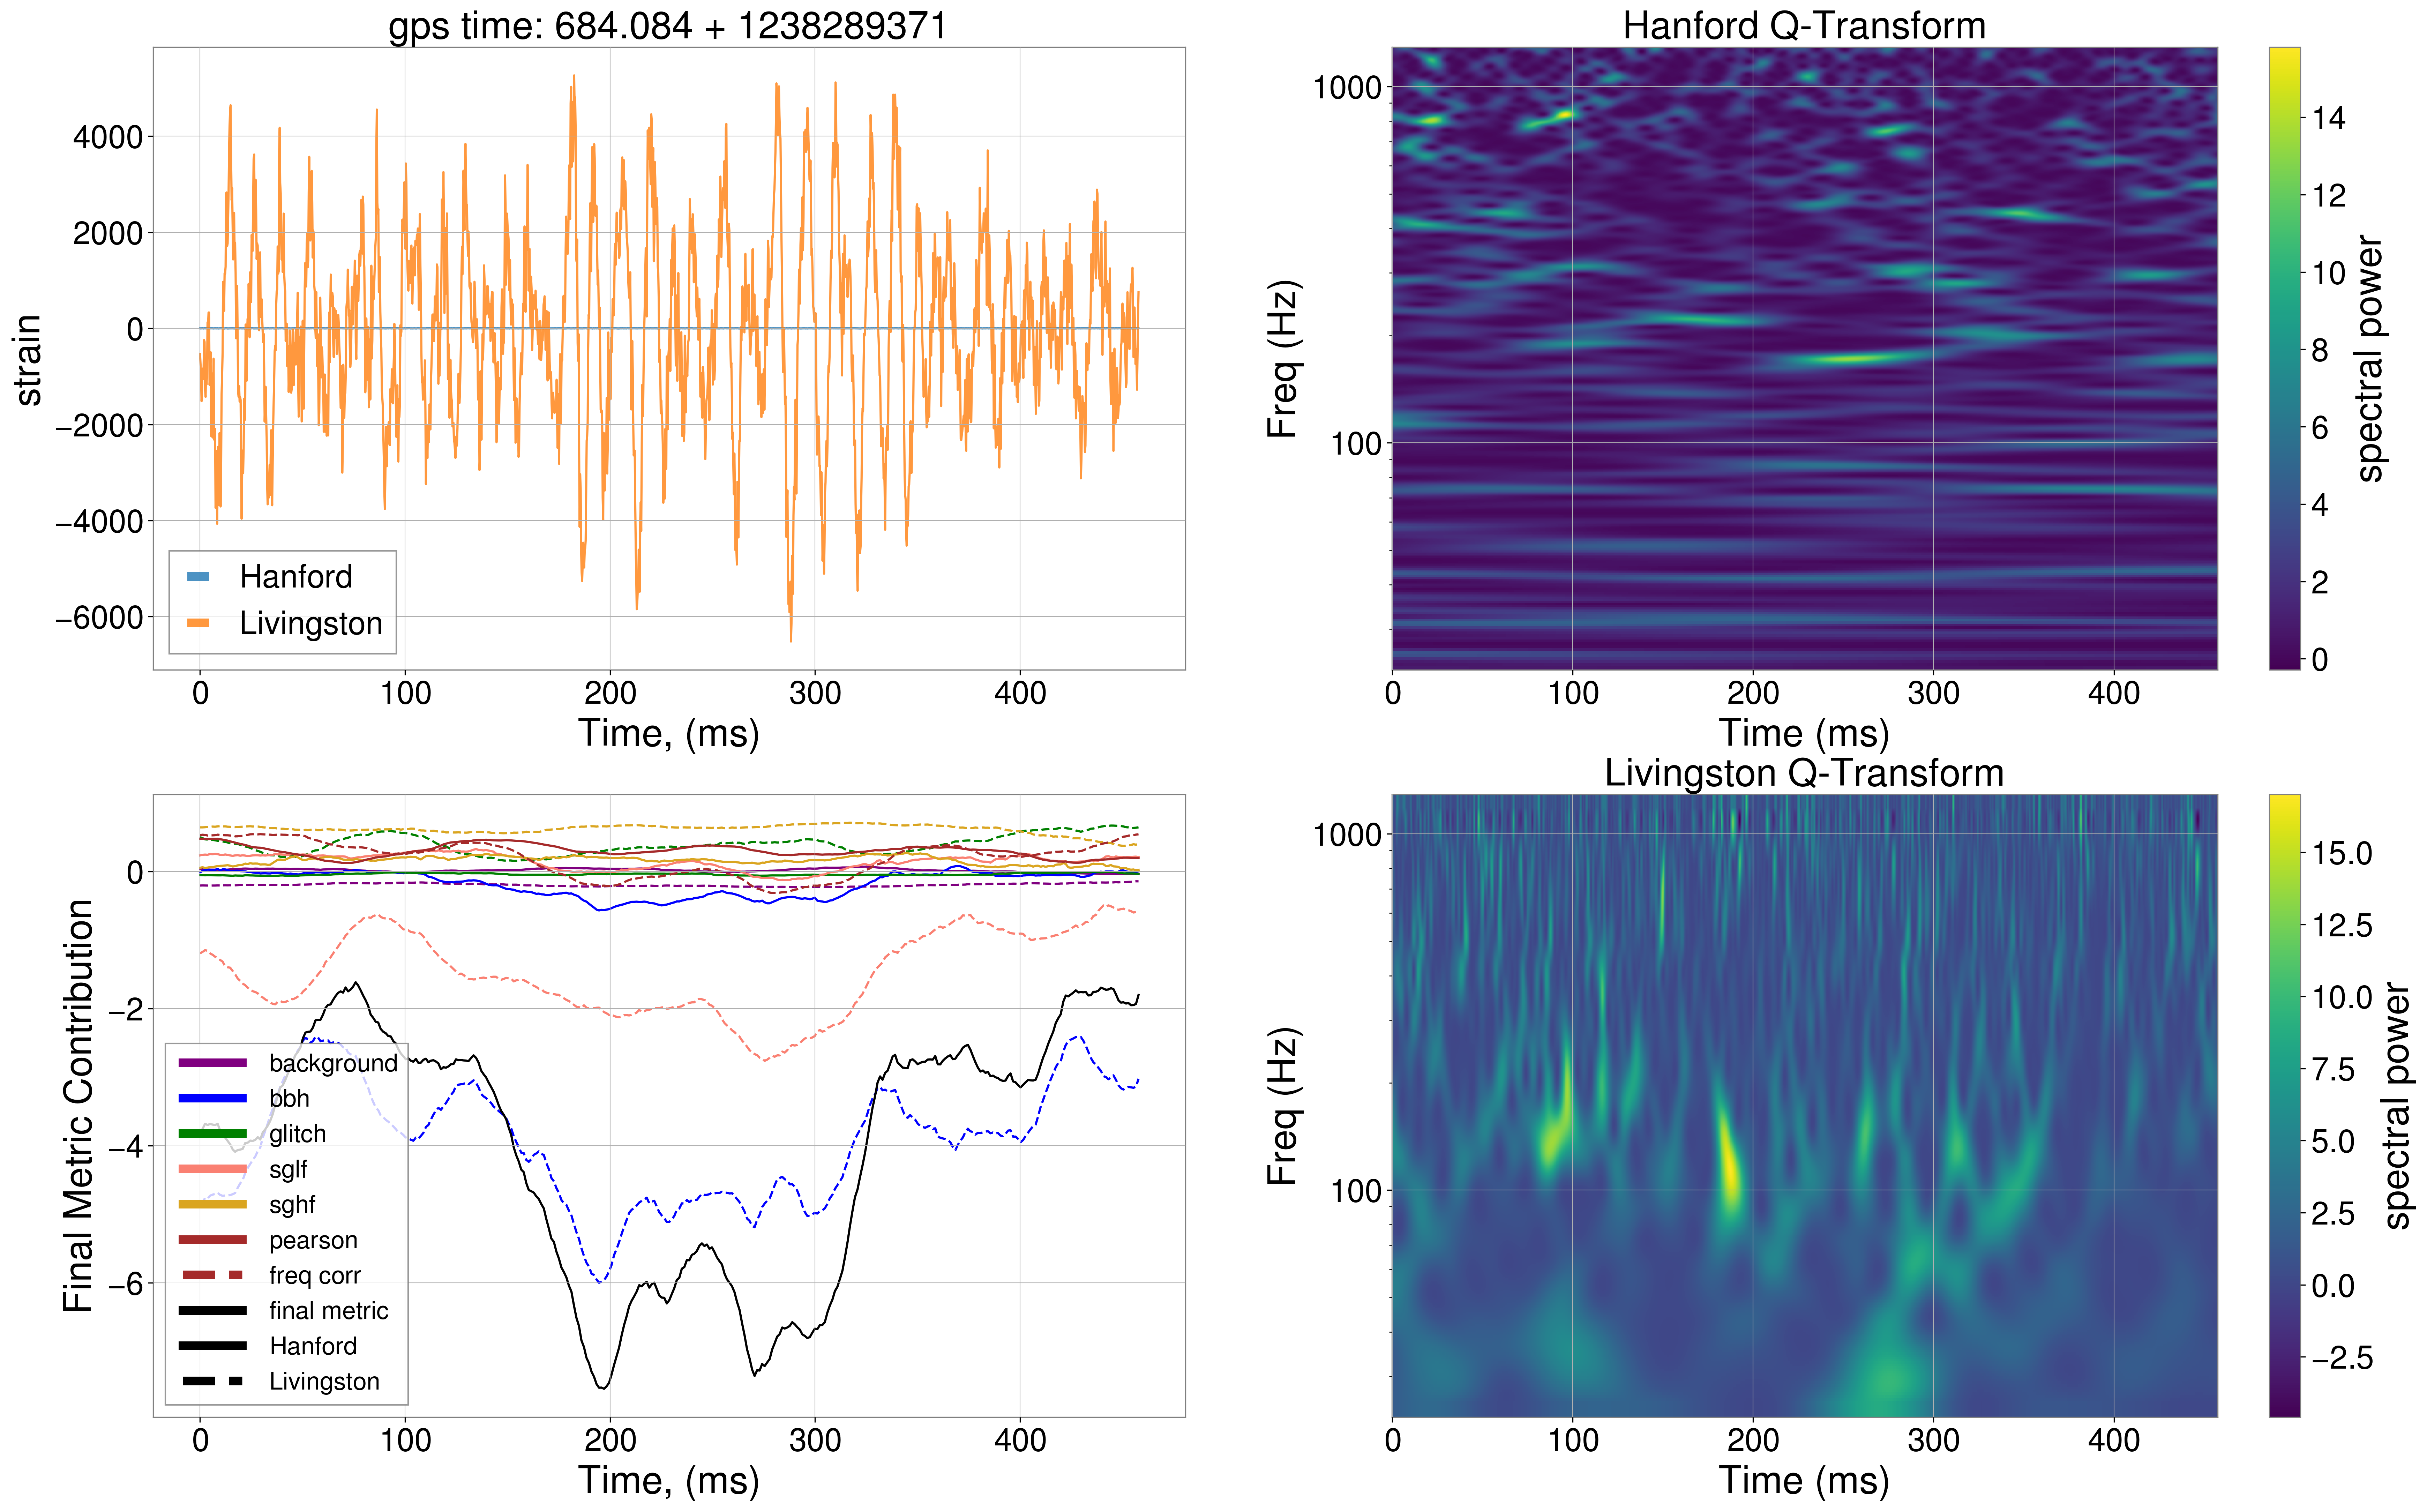 gps time: 684.084 + 1238289371
4000
2000
0
−2000
−4000
−6000
strain
Hanford
Livingston
0 100 200 300 400
Time, (ms)
Hanford Q-Transform
1000
100
Freq (Hz)
0 100 200 300 400
Time (ms)
14
12
10
8
6
4
2
0
spectral power
0
−2
−4
−6
Final Metric Contribution
background
bbh
glitch
sglf
sghf
pearson
freq corr
final metric
Hanford
Livingston
0 100 200 300 400
Time, (ms)
Livingston Q-Transform
1000
100
Freq (Hz)
0 100 200 300 400
Time (ms)
15.0
12.5
10.0
7.5
5.0
2.5
0.0
−2.5
spectral power